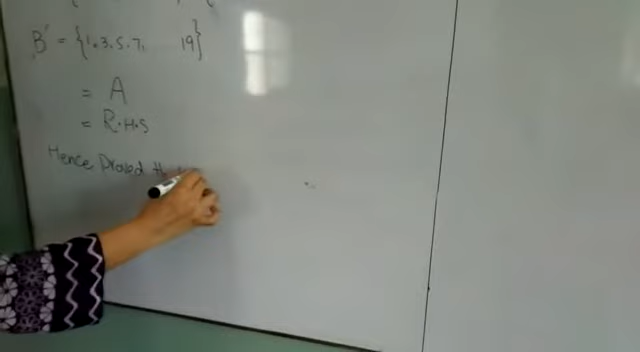 B' = {1, 3, 5, 7, 19}
= A
= R.H.S
Hence Proved